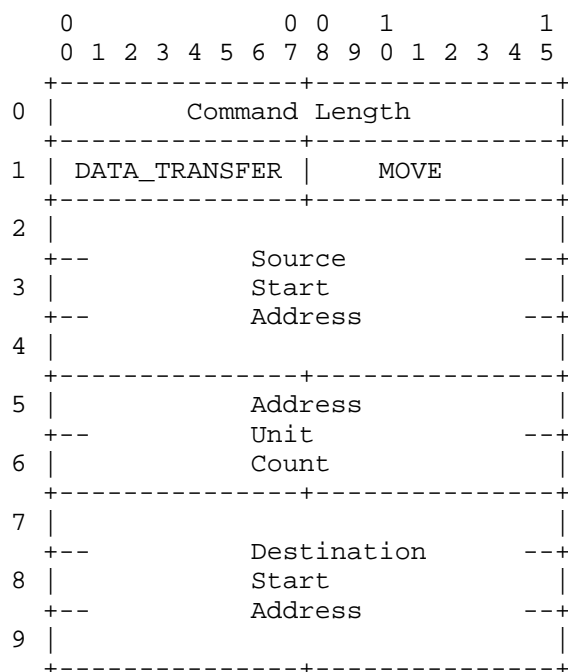 0 0 0 1 1
0 1 2 3 4 5 6 7 8 9 0 1 2 3 4 5
+---------------+---------------+
0 | Command Length |
+---------------+---------------+
1 | DATA_TRANSFER | MOVE |
+---------------+---------------+
2 | |
+-- Source --+
3 | Start |
+-- Address --+
4 | |
+---------------+---------------+
5 | Address |
+-- Unit --+
6 | Count |
+---------------+---------------+
7 | |
+-- Destination --+
8 | Start |
+-- Address --+
9 | |
+---------------+---------------+